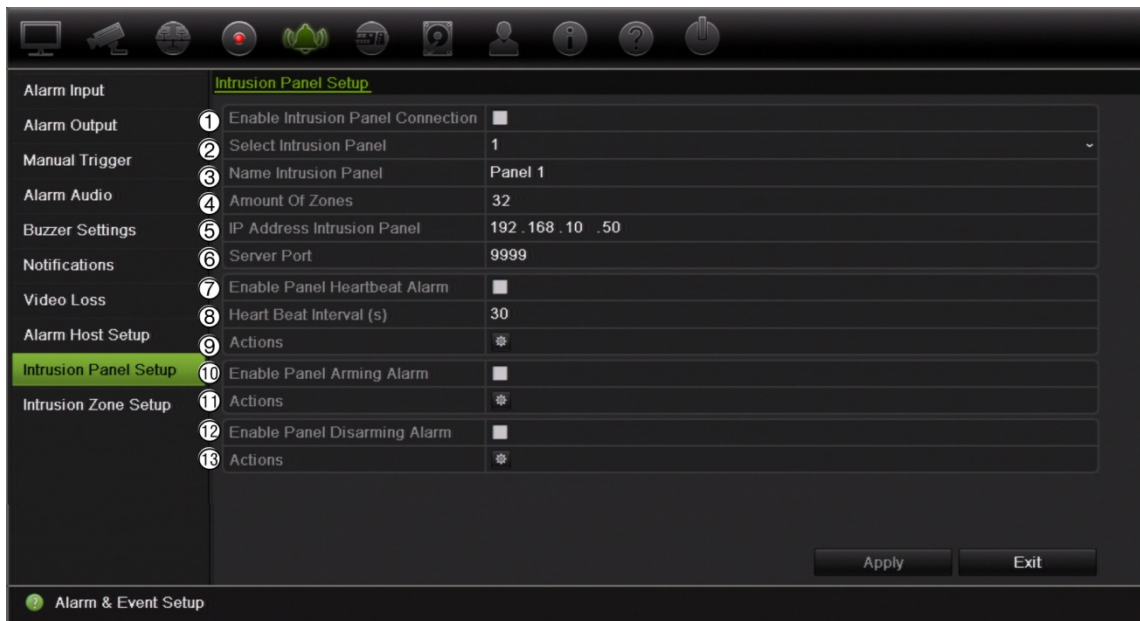 Alarm Input
Alarm Output
Manual Trigger
Alarm Audio
Buzzer Settings
Notifications
Video Loss
Alarm Host Setup
Intrusion Panel Setup
Intrusion Zone Setup
Intrusion Panel Setup
① Enable Intrusion Panel Connection
② Select Intrusion Panel 1
③ Name Intrusion Panel Panel 1
④ Amount Of Zones 32
⑤ IP Address Intrusion Panel 192 .168 .10 .50
⑥ Server Port 9999
⑦ Enable Panel Heartbeat Alarm
⑧ Heart Beat Interval (s) 30
⑨ Actions
⑩ Enable Panel Arming Alarm
⑪ Actions
⑫ Enable Panel Disarming Alarm
⑬ Actions
Apply Exit
? Alarm & Event Setup